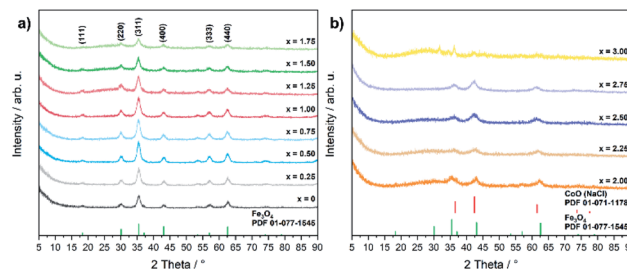 a)
(111)
(220)
(311)
(400)
(333)
(440)
x = 1.75
x = 1.50
x = 1.25
x = 1.00
x = 0.75
x = 0.50
x = 0.25
x = 0
Fe₃O₄
PDF 01-077-1545
Intensity / arb. u.
5 10 15 20 25 30 35 40 45 50 55 60 65 70 75 80 85 90
2 Theta / °
b)
x = 3.00
x = 2.75
x = 2.50
x = 2.25
x = 2.00
CoO (NaCl)
PDF 01-071-1178
Fe₃O₄
PDF 01-077-1545
Intensity / arb. u.
5 10 15 20 25 30 35 40 45 50 55 60 65 70 75 80 85 90
2 Theta / °